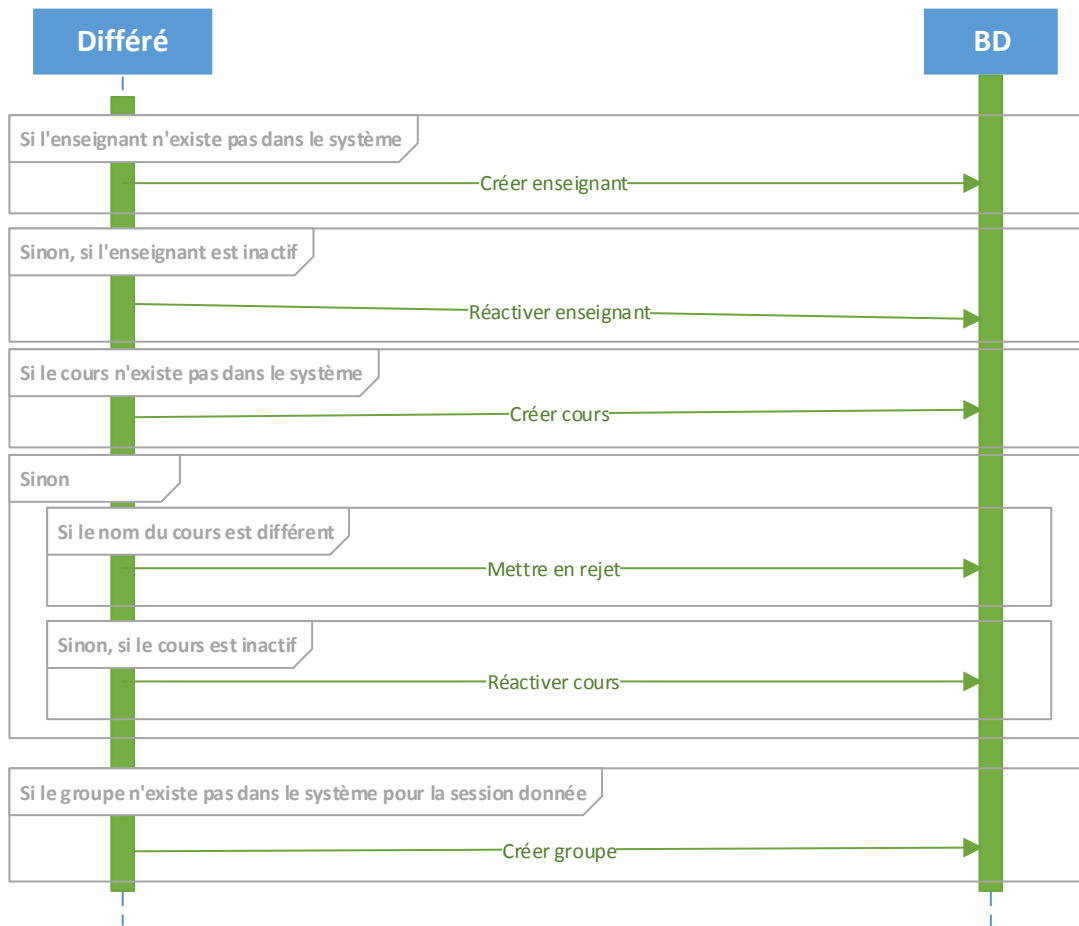 Différé
BD
Si l'enseignant n'existe pas dans le système
Créer enseignant
Sinon, si l'enseignant est inactif
Réactiver enseignant
Si le cours n'existe pas dans le système
Créer cours
Sinon
Si le nom du cours est différent
Mettre en rejet
Sinon, si le cours est inactif
Réactiver cours
Si le groupe n'existe pas dans le système pour la session donnée
Créer groupe